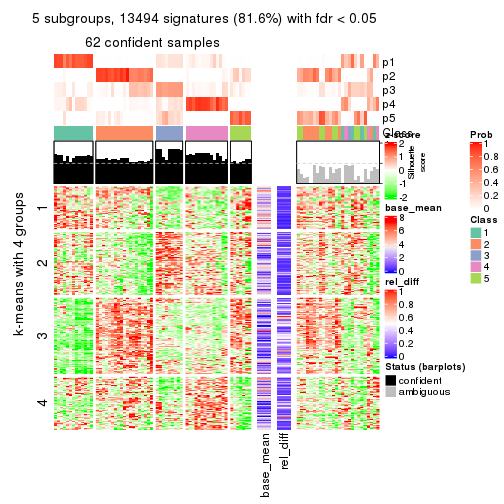 5 subgroups, 13494 signatures (81.6%) with fdr < 0.05
62 confident samples
p1
p2
p3
p4
p5
Class
Silhouette
score
1
2
3
4
k-means with 4 groups
base_mean
rel_diff
z-score
2
1
0
-1
-2
base_mean
8
6
4
2
0
rel_diff
1
0.8
0.6
0.4
0.2
0
Status (barplots)
confident
ambiguous
Prob
1
0.8
0.6
0.4
0.2
0
Class
1
2
3
4
5